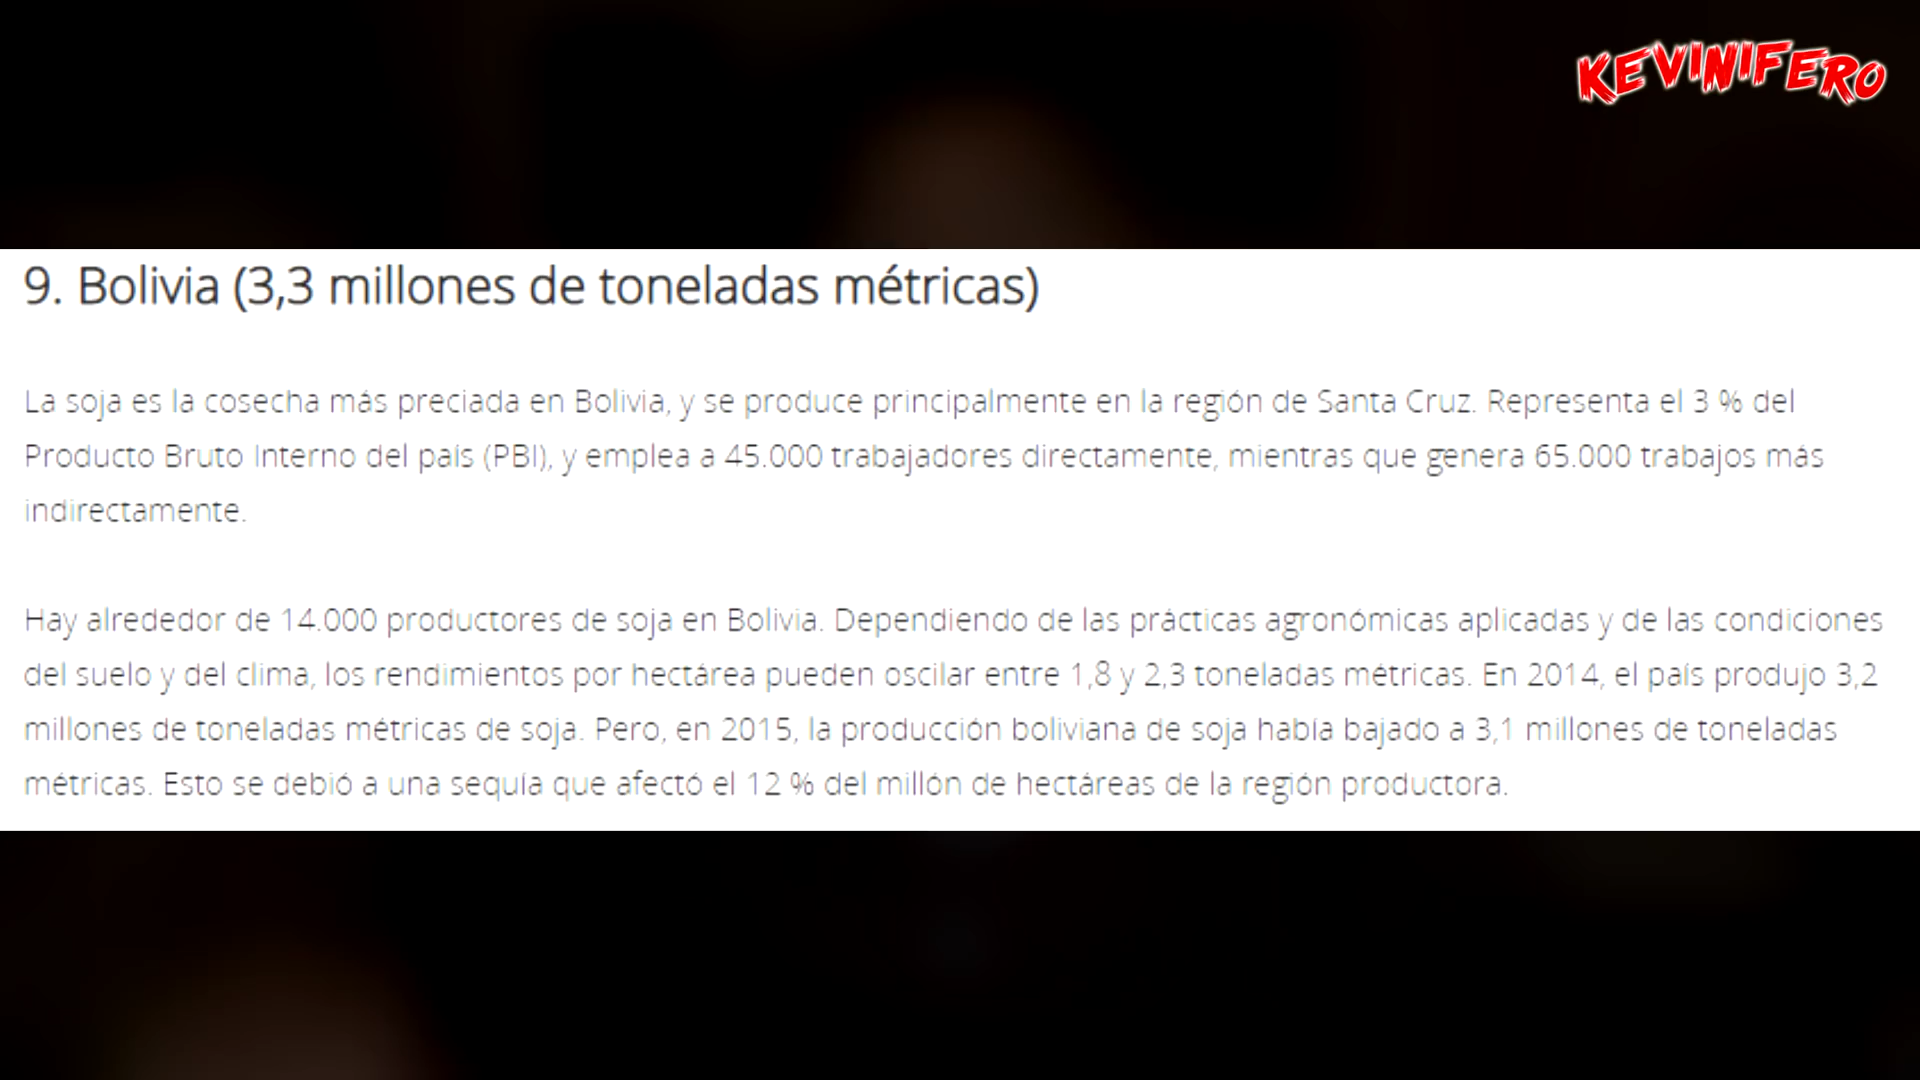 KEVINIFERO
9. Bolivia (3,3 millones de toneladas métricas)
La soja es la cosecha más preciada en Bolivia, y se produce principalmente en la región de Santa Cruz. Representa el 3 % del
Producto Bruto Interno del país (PBI), y emplea a 45.000 trabajadores directamente, mientras que genera 65.000 trabajos más
indirectamente.
Hay alrededor de 14.000 productores de soja en Bolivia. Dependiendo de las prácticas agronómicas aplicadas y de las condiciones
del suelo y del clima, los rendimientos por hectárea pueden oscilar entre 1,8 y 2,3 toneladas métricas. En 2014, el país produjo 3,2
millones de toneladas métricas de soja. Pero, en 2015, la producción boliviana de soja había bajado a 3,1 millones de toneladas
métricas. Esto se debió a una sequía que afectó el 12 % del millón de hectáreas de la región productora.